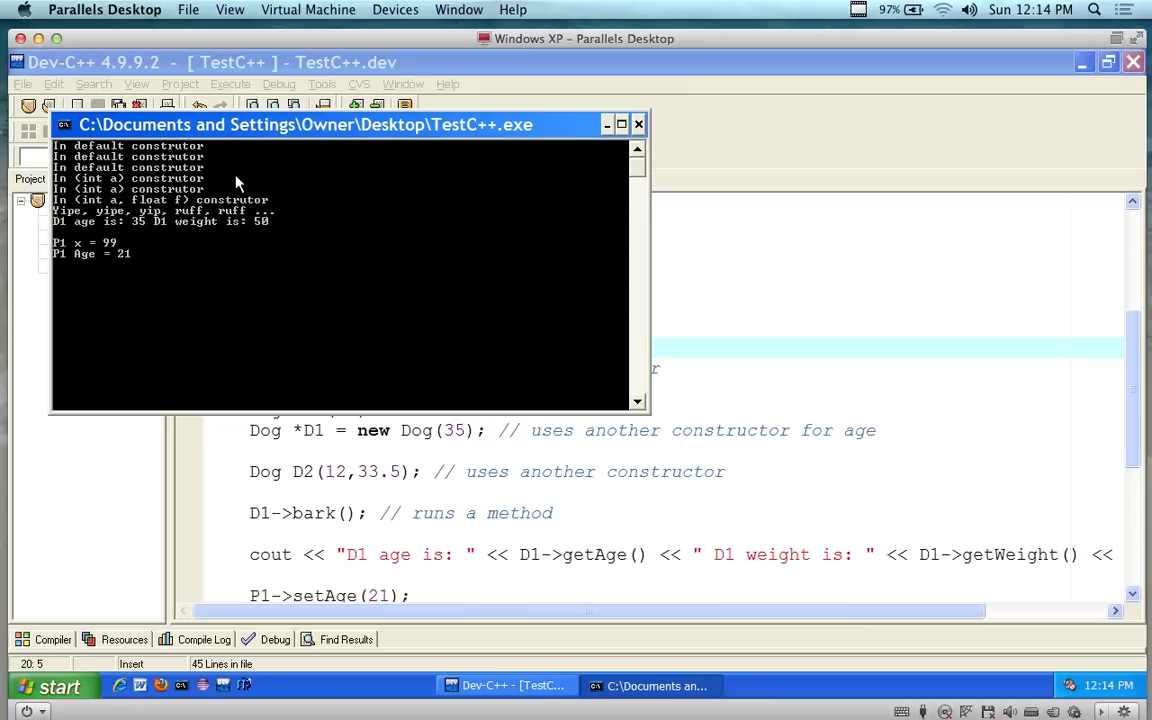 Parallels Desktop File View Virtual Machine Devices Window Help 97% Sun 12:14 PM
Windows XP - Parallels Desktop
Dev-C++ 4.9.9.2 - [ TestC++ ] - TestC++.dev
File Edit Search View Project Execute Debug Tools CVS Window Help
C:\Documents and Settings\Owner\Desktop\TestC++.exe
In default construtor
In default construtor
In default construtor
In (int a) construtor
In (int a) construtor
In (int a, float f) construtor
Yipe, yipe, yip, ruff, ruff ...
D1 age is: 35 D1 weight is: 50
P1 x = 99
P1 Age = 21
Project
r
Dog *D1 = new Dog(35); // uses another constructor for age
Dog D2(12,33.5); // uses another constructor
D1->bark(); // runs a method
cout << "D1 age is: " << D1->getAge() << " D1 weight is: " << D1->getWeight() <<
P1->setAge(21);
Compiler Resources Compile Log Debug Find Results
20: 5 Insert 45 Lines in file
start Dev-C++ - [TestC... C:\Documents an... 12:14 PM